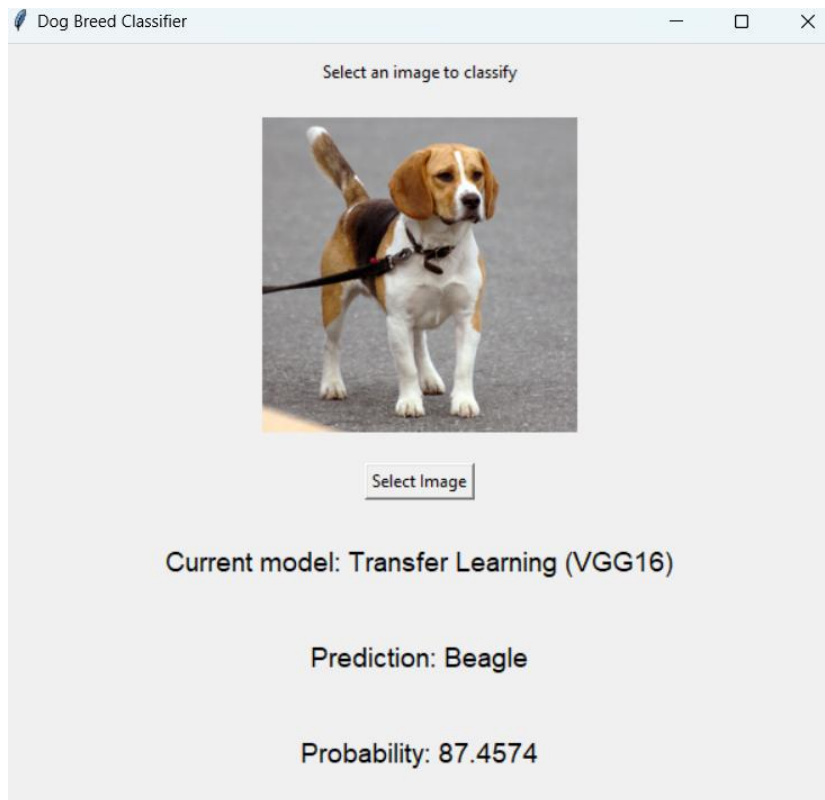 Dog Breed Classifier
Select an image to classify
Select Image
Current model: Transfer Learning (VGG16)
Prediction: Beagle
Probability: 87.4574